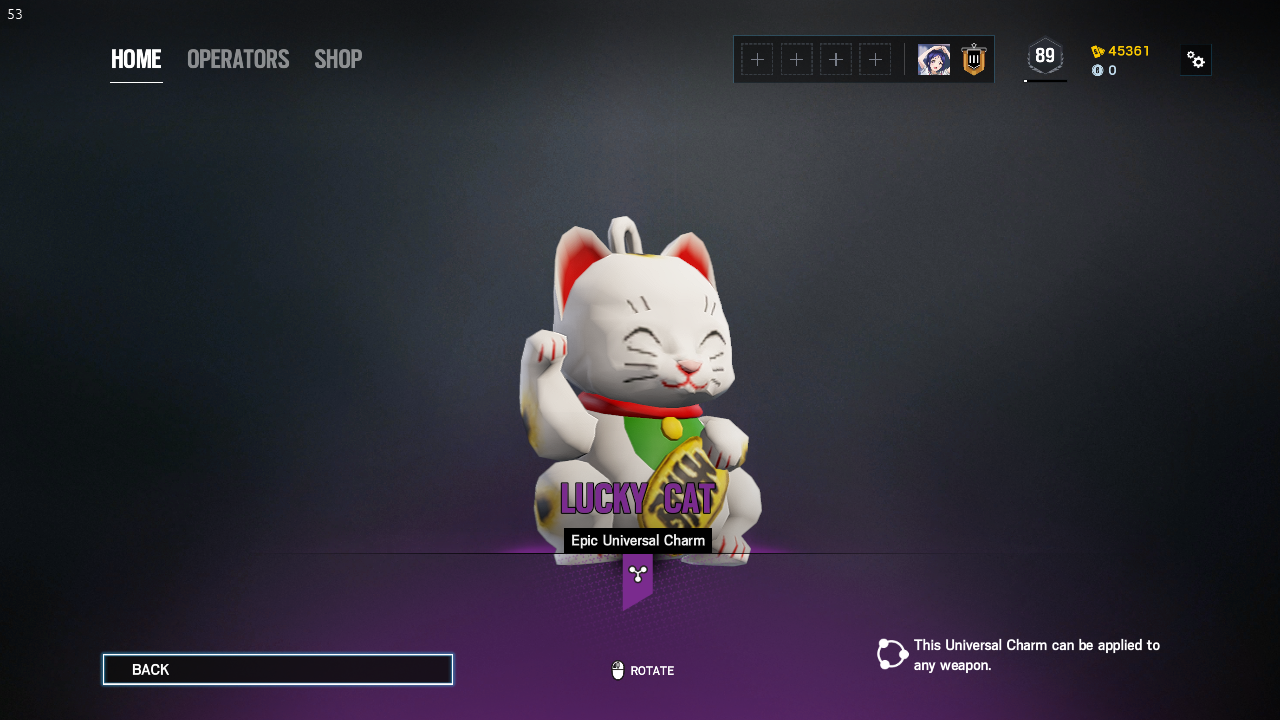 53
HOME OPERATORS SHOP
89
45361
0
III
LUCKY CAT
Epic Universal Charm
BACK
ROTATE
This Universal Charm can be applied to
any weapon.